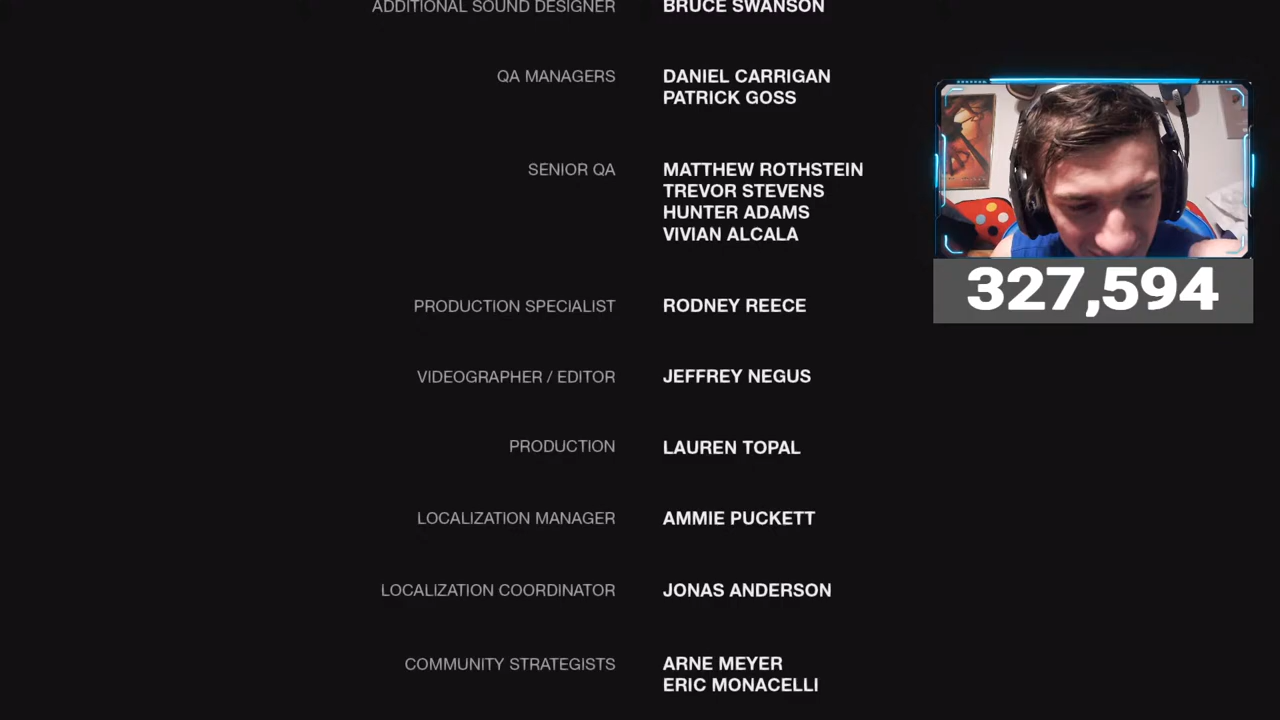 ADDITIONAL SOUND DESIGNER BRUCE SWANSON
QA MANAGERS DANIEL CARRIGAN
PATRICK GOSS
SENIOR QA MATTHEW ROTHSTEIN
TREVOR STEVENS
HUNTER ADAMS
VIVIAN ALCALA
327,594
PRODUCTION SPECIALIST RODNEY REECE
VIDEOGRAPHER / EDITOR JEFFREY NEGUS
PRODUCTION LAUREN TOPAL
LOCALIZATION MANAGER AMMIE PUCKETT
LOCALIZATION COORDINATOR JONAS ANDERSON
COMMUNITY STRATEGISTS ARNE MEYER
ERIC MONACELLI